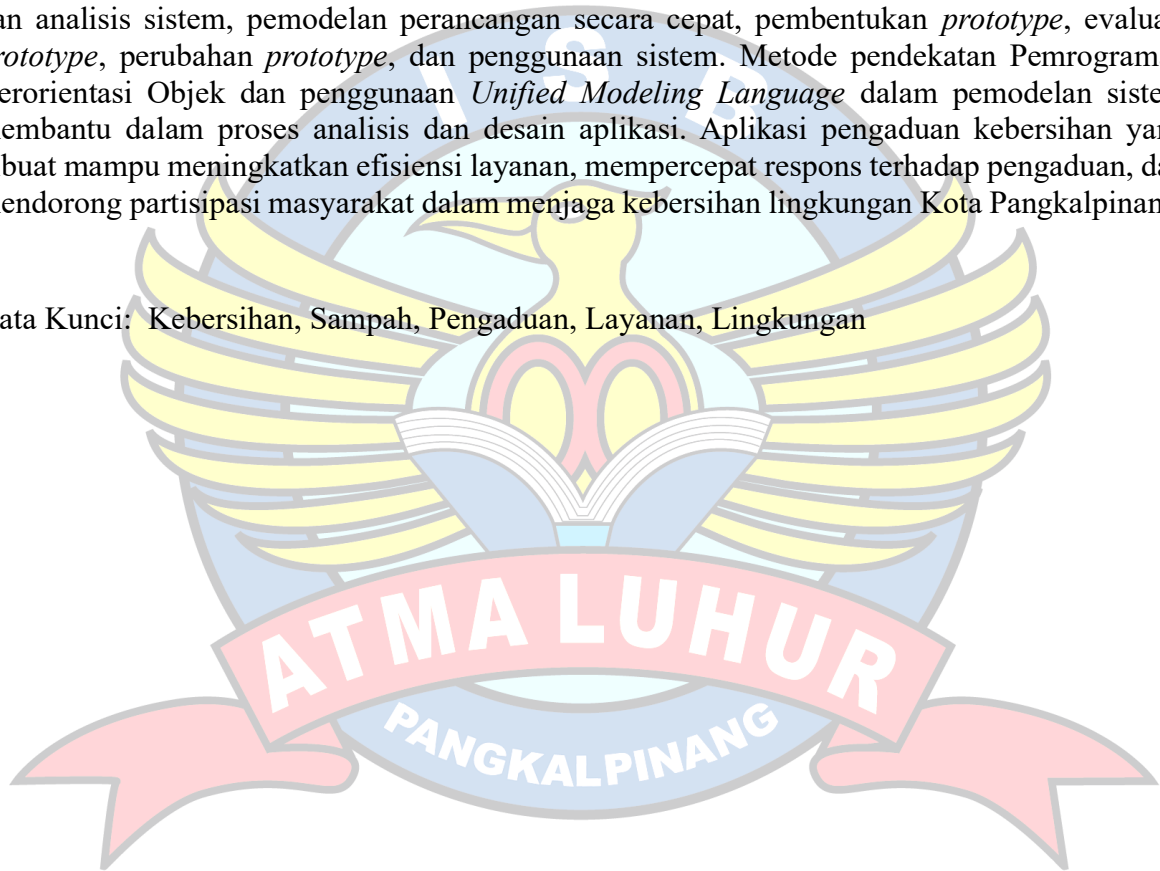 an analisis sistem, pemodelan perancangan secara cepat, pembentukan prototype, evalua
rototype, perubahan prototype, dan penggunaan sistem. Metode pendekatan Pemrogram
erorientasi Objek dan penggunaan Unified Modeling Language dalam pemodelan siste
embantu dalam proses analisis dan desain aplikasi. Aplikasi pengaduan kebersihan yan
buat mampu meningkatkan efisiensi layanan, mempercepat respons terhadap pengaduan, da
endorong partisipasi masyarakat dalam menjaga kebersihan lingkungan Kota Pangkalpinan
ata Kunci: Kebersihan, Sampah, Pengaduan, Layanan, Lingkungan
I S B
ATMA LUHUR
PANGKALPINANG